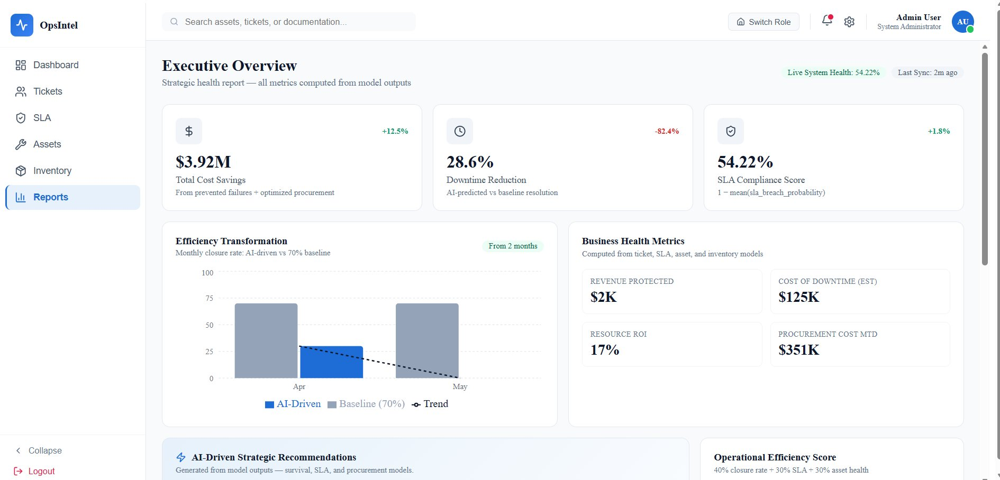 OpsIntel
Search assets, tickets, or documentation...
Switch Role
Admin User
System Administrator
AU
Dashboard
Tickets
SLA
Assets
Inventory
Reports
Collapse
Logout
Executive Overview
Strategic health report — all metrics computed from model outputs
Live System Health: 54.22%
Last Sync: 2m ago
+12.5%
$3.92M
Total Cost Savings
From prevented failures + optimized procurement
-82.4%
28.6%
Downtime Reduction
AI-predicted vs baseline resolution
+1.8%
54.22%
SLA Compliance Score
1 − mean(sla_breach_probability)
Efficiency Transformation
Monthly closure rate: AI-driven vs 70% baseline
From 2 months
100
75
50
25
0
Apr
May
AI-Driven
Baseline (70%)
Trend
Business Health Metrics
Computed from ticket, SLA, asset, and inventory models
REVENUE PROTECTED
$2K
COST OF DOWNTIME (EST)
$125K
RESOURCE ROI
17%
PROCUREMENT COST MTD
$351K
AI-Driven Strategic Recommendations
Generated from model outputs — survival, SLA, and procurement models.
Operational Efficiency Score
40% closure rate + 30% SLA + 30% asset health